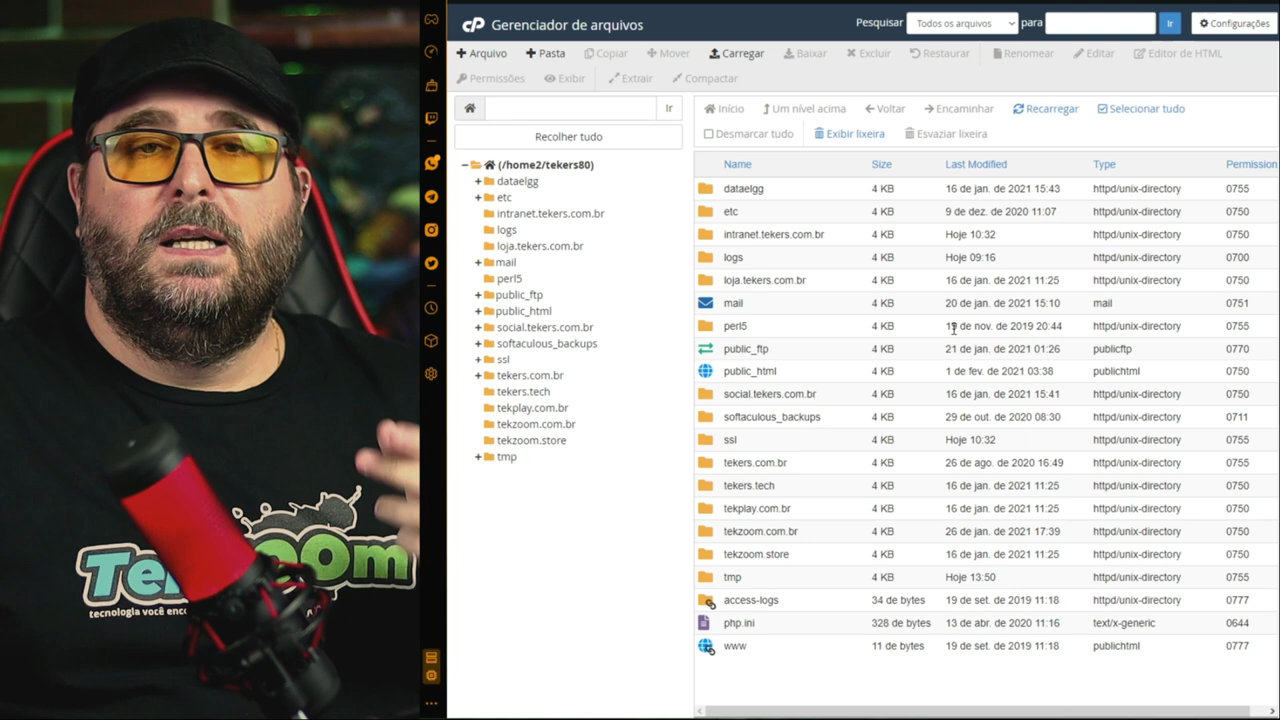 Gerenciador de arquivos
Pesquisar Todos os arquivos para Ir Configurações
Arquivo Pasta Copiar Mover Carregar Baixar Excluir Restaurar Renomear Editar Editor de HTML
Permissões Exibir Extrair Compactar
Ir
Recolher tudo
(/home2/tekers80)
dataelgg
etc
intranet.tekers.com.br
logs
loja.tekers.com.br
mail
perl5
public_ftp
public_html
social.tekers.com.br
softaculous_backups
ssl
tekers.com.br
tekers.tech
tekplay.com.br
tekzoom.com.br
tekzoom.store
tmp
Início Um nível acima Voltar Encaminhar Recarregar Selecionar tudo
Desmarcar tudo Exibir lixeira Esvaziar lixeira
Name Size Last Modified Type Permission
dataelgg 4 KB 16 de jan. de 2021 15:43 httpd/unix-directory 0755
etc 4 KB 9 de dez. de 2020 11:07 httpd/unix-directory 0750
intranet.tekers.com.br 4 KB Hoje 10:32 httpd/unix-directory 0750
logs 4 KB Hoje 09:16 httpd/unix-directory 0700
loja.tekers.com.br 4 KB 16 de jan. de 2021 11:25 httpd/unix-directory 0750
mail 4 KB 20 de jan. de 2021 15:10 mail 0751
perl5 4 KB de nov. de 2019 20:44 httpd/unix-directory 0755
public_ftp 4 KB 21 de jan. de 2021 01:26 publicftp 0770
public_html 4 KB 1 de fev. de 2021 03:38 publichtml 0750
social.tekers.com.br 4 KB 16 de jan. de 2021 15:41 httpd/unix-directory 0750
softaculous_backups 4 KB 29 de out. de 2020 08:30 httpd/unix-directory 0711
ssl 4 KB Hoje 10:32 httpd/unix-directory 0755
tekers.com.br 4 KB 26 de ago. de 2020 16:49 httpd/unix-directory 0755
tekers.tech 4 KB 16 de jan. de 2021 11:25 httpd/unix-directory 0750
tekplay.com.br 4 KB 16 de jan. de 2021 11:25 httpd/unix-directory 0750
tekzoom.com.br 4 KB 26 de jan. de 2021 17:39 httpd/unix-directory 0750
tekzoom.store 4 KB 16 de jan. de 2021 11:25 httpd/unix-directory 0750
tmp 4 KB Hoje 13:50 httpd/unix-directory 0755
access-logs 34 de bytes 19 de set. de 2019 11:18 httpd/unix-directory 0777
php.ini 328 de bytes 13 de abr. de 2020 11:16 text/x-generic 0644
www 11 de bytes 19 de set. de 2019 11:18 publichtml 0777
tecnologia você